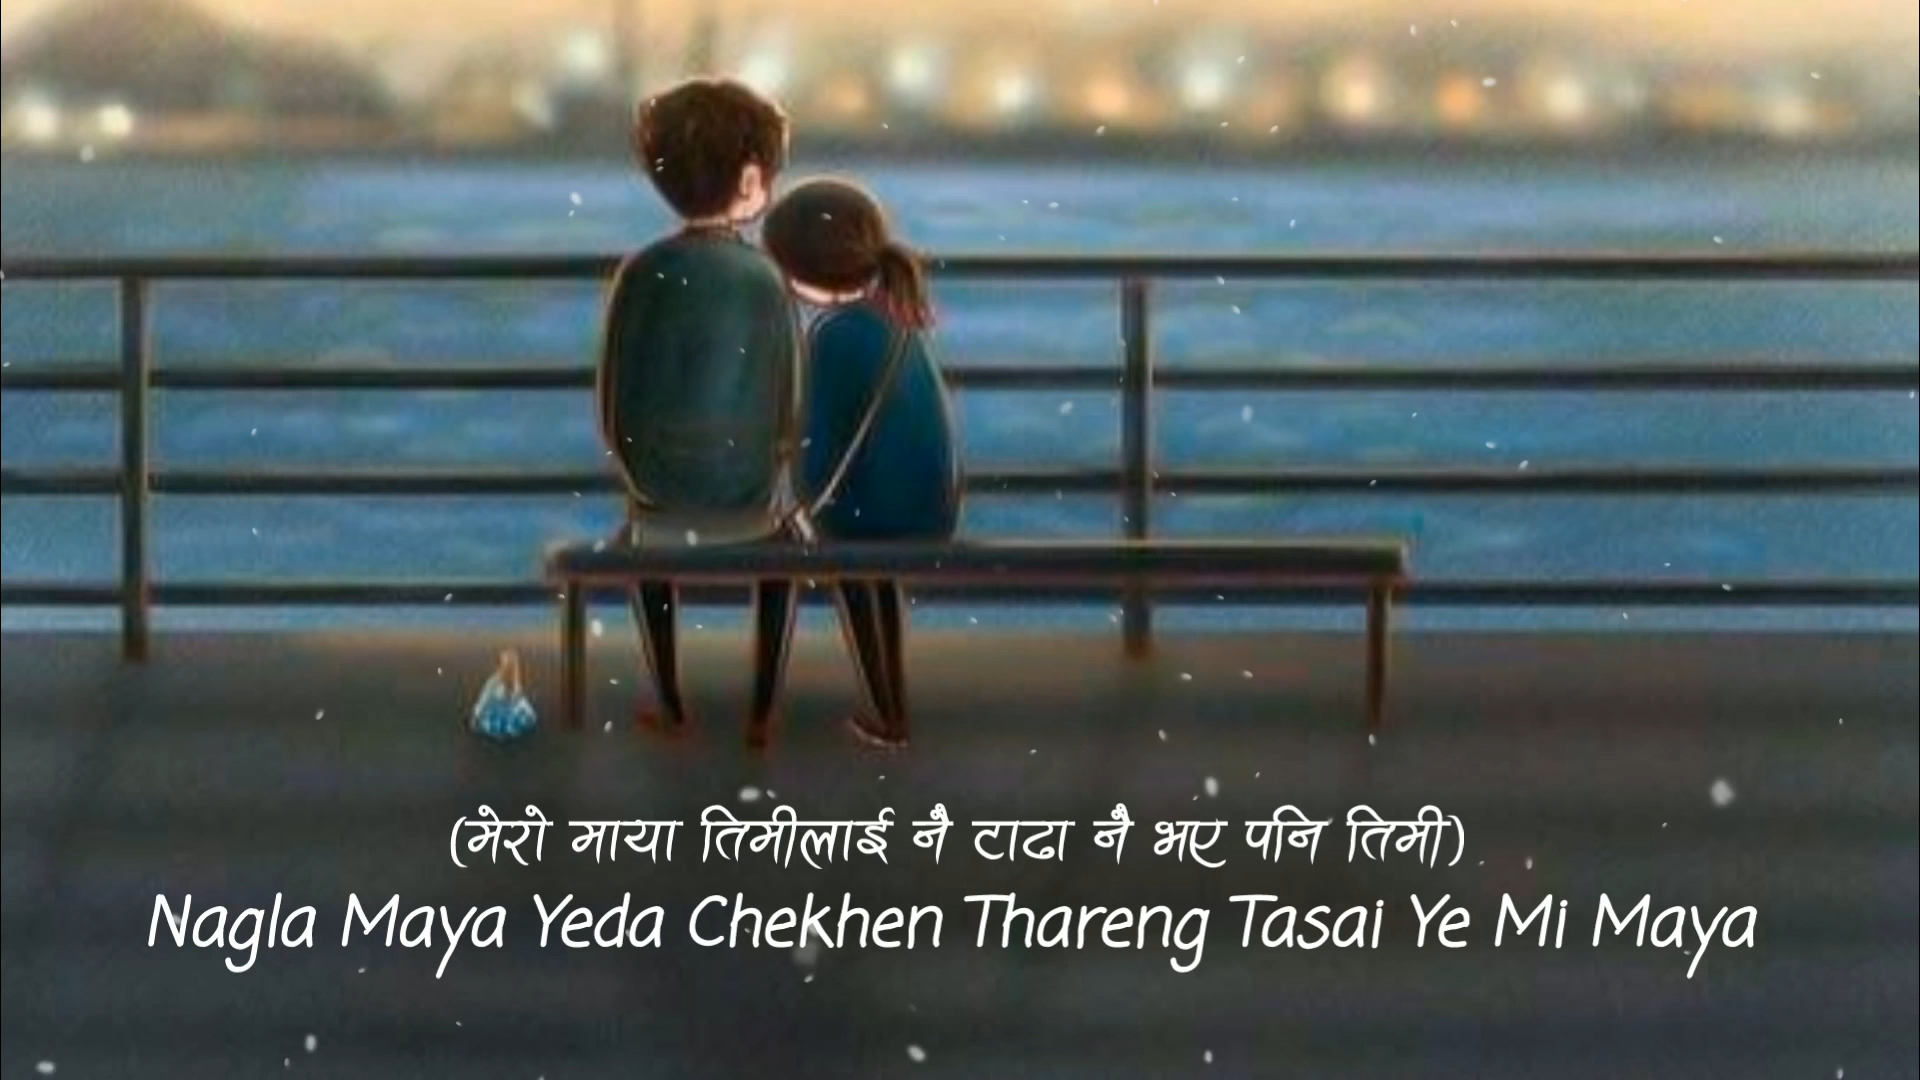 (मेरो माया तिमीलाई नै टाढा नै भए पनि तिमी)
Nagla Maya Yeda Chekhen Thareng Tasai Ye Mi Maya